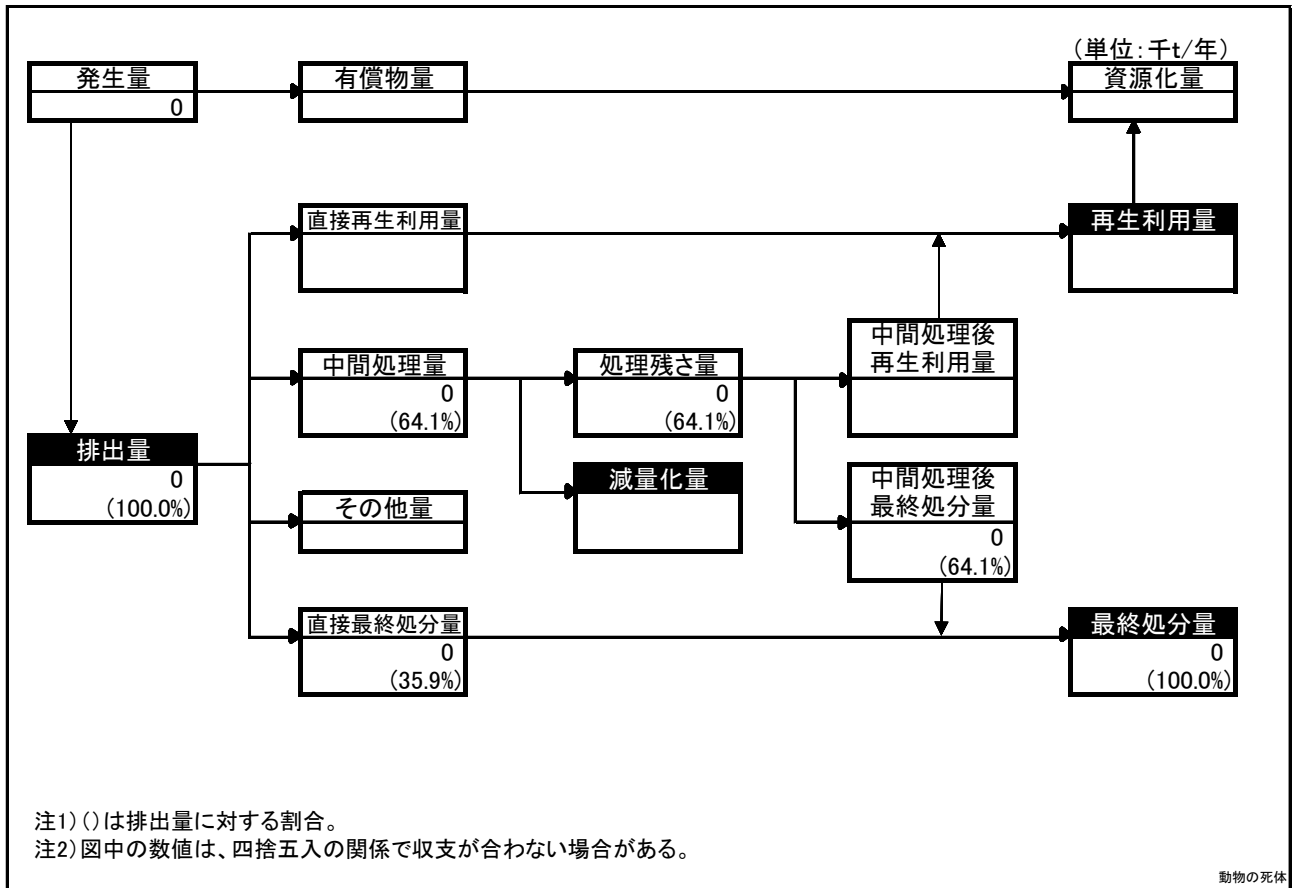 (単位:千t/年)
発生量
0
有償物量
資源化量
直接再生利用量
再生利用量
中間処理量
0
(64.1%)
処理残さ量
0
(64.1%)
中間処理後
再生利用量
排出量
0
(100.0%)
減量化量
その他量
中間処理後
最終処分量
0
(64.1%)
直接最終処分量
0
(35.9%)
最終処分量
0
(100.0%)
注1)()は排出量に対する割合。
注2)図中の数値は、四捨五入の関係で収支が合わない場合がある。
動物の死体